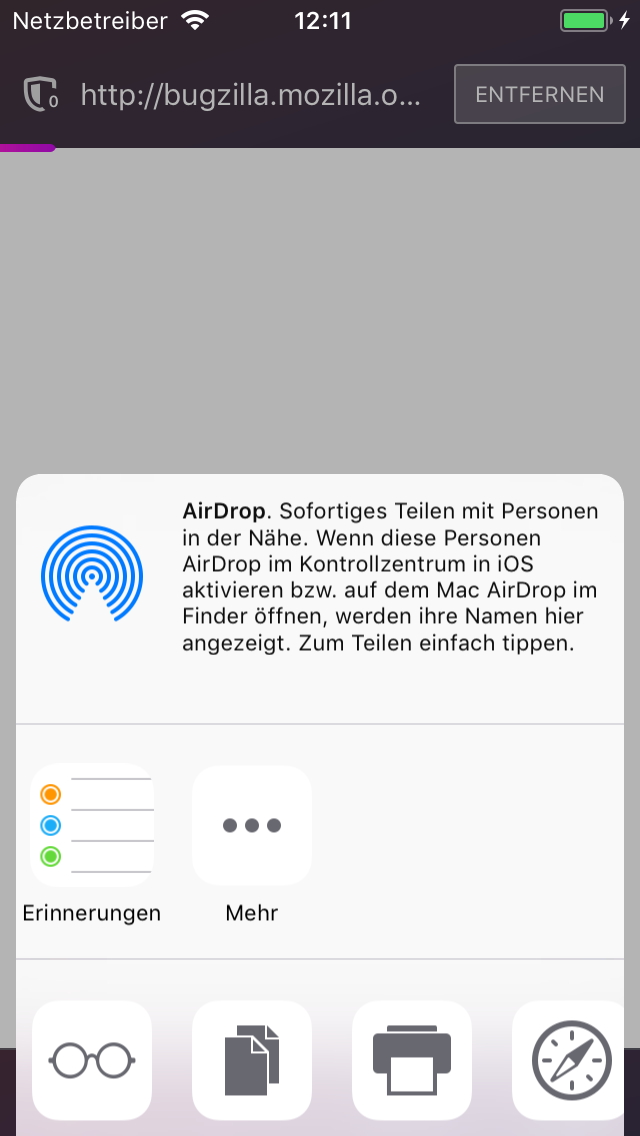 Netzbetreiber 12:11
0 http://bugzilla.mozilla.o... ENTFERNEN
AirDrop. Sofortiges Teilen mit Personen
in der Nähe. Wenn diese Personen
AirDrop im Kontrollzentrum in iOS
aktivieren bzw. auf dem Mac AirDrop im
Finder öffnen, werden ihre Namen hier
angezeigt. Zum Teilen einfach tippen.
Erinnerungen Mehr